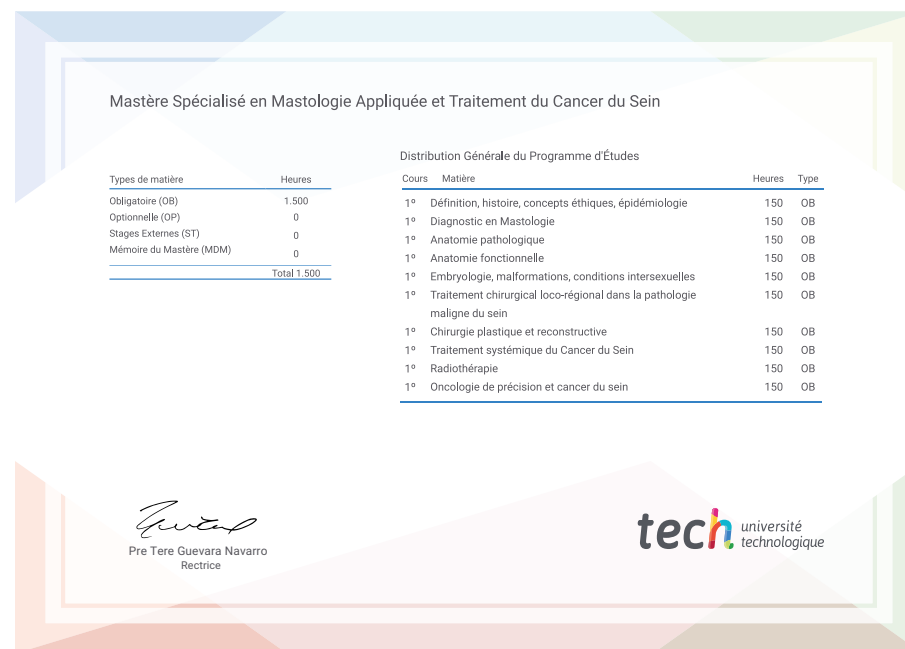 Mastère Spécialisé en Mastologie Appliquée et Traitement du Cancer du Sein
Types de matière Heures
Obligatoire (OB) 1.500
Optionnelle (OP) 0
Stages Externes (ST) 0
Mémoire du Mastère (MDM) 0
Total 1.500
Distribution Générale du Programme d'Études
Cours Matière Heures Type
1º Définition, histoire, concepts éthiques, épidémiologie 150 OB
1º Diagnostic en Mastologie 150 OB
1º Anatomie pathologique 150 OB
1º Anatomie fonctionnelle 150 OB
1º Embryologie, malformations, conditions intersexuelles 150 OB
1º Traitement chirurgical loco-régional dans la pathologie 150 OB
maligne du sein
1º Chirurgie plastique et reconstructive 150 OB
1º Traitement systémique du Cancer du Sein 150 OB
1º Radiothérapie 150 OB
1º Oncologie de précision et cancer du sein 150 OB
Pre Tere Guevara Navarro
Rectrice
tech université
technologique